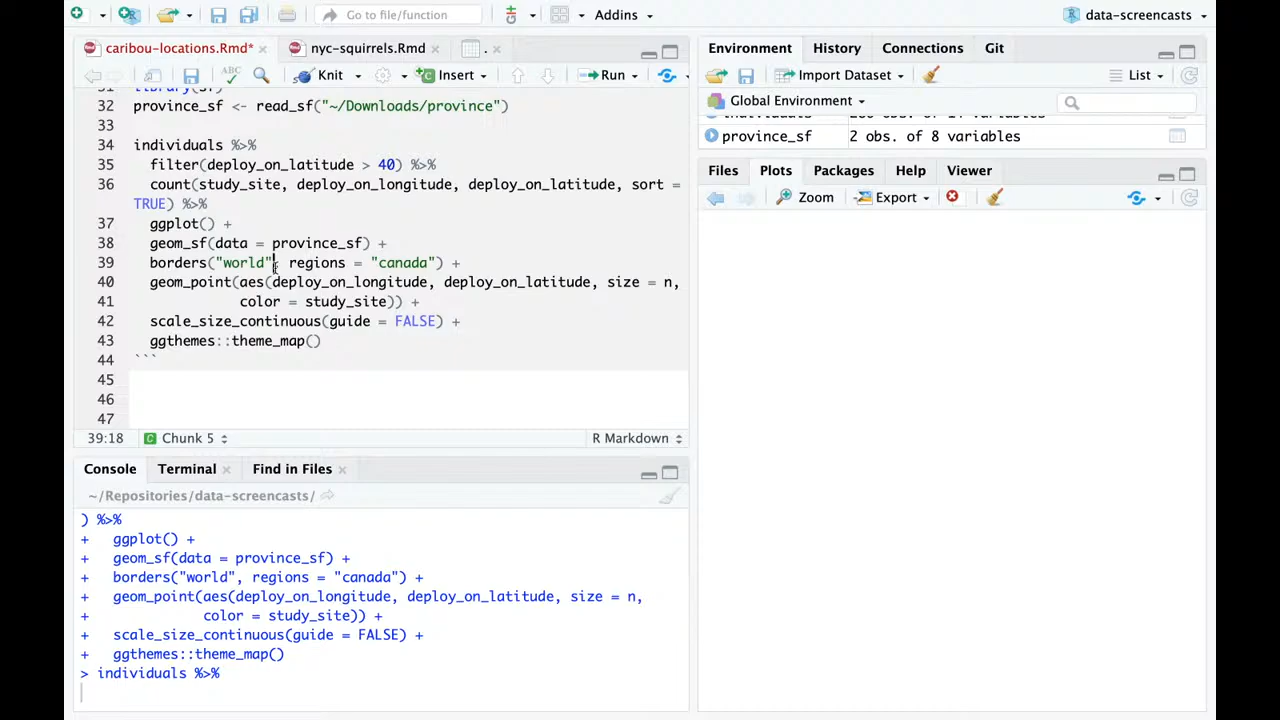 Go to file/function
Addins
data-screencasts
caribou-locations.Rmd*
nyc-squirrels.Rmd
.
ABC
Knit
Insert
Run
31 library(sf)
32 province_sf <- read_sf("~/Downloads/province")
33
34 individuals %>%
35 filter(deploy_on_latitude > 40) %>%
36 count(study_site, deploy_on_longitude, deploy_on_latitude, sort =
TRUE) %>%
37 ggplot() +
38 geom_sf(data = province_sf) +
39 borders("world", regions = "canada") +
40 geom_point(aes(deploy_on_longitude, deploy_on_latitude, size = n,
41 color = study_site)) +
42 scale_size_continuous(guide = FALSE) +
43 ggthemes::theme_map()
44 ```
45
46
47
39:18
Chunk 5
R Markdown
Console
Terminal
Find in Files
~/Repositories/data-screencasts/
) %>%
+ ggplot() +
+ geom_sf(data = province_sf) +
+ borders("world", regions = "canada") +
+ geom_point(aes(deploy_on_longitude, deploy_on_latitude, size = n,
+ color = study_site)) +
+ scale_size_continuous(guide = FALSE) +
+ ggthemes::theme_map()
> individuals %>%
Environment
History
Connections
Git
Import Dataset
List
Global Environment
province_sf 2 obs. of 8 variables
Files
Plots
Packages
Help
Viewer
Zoom
Export